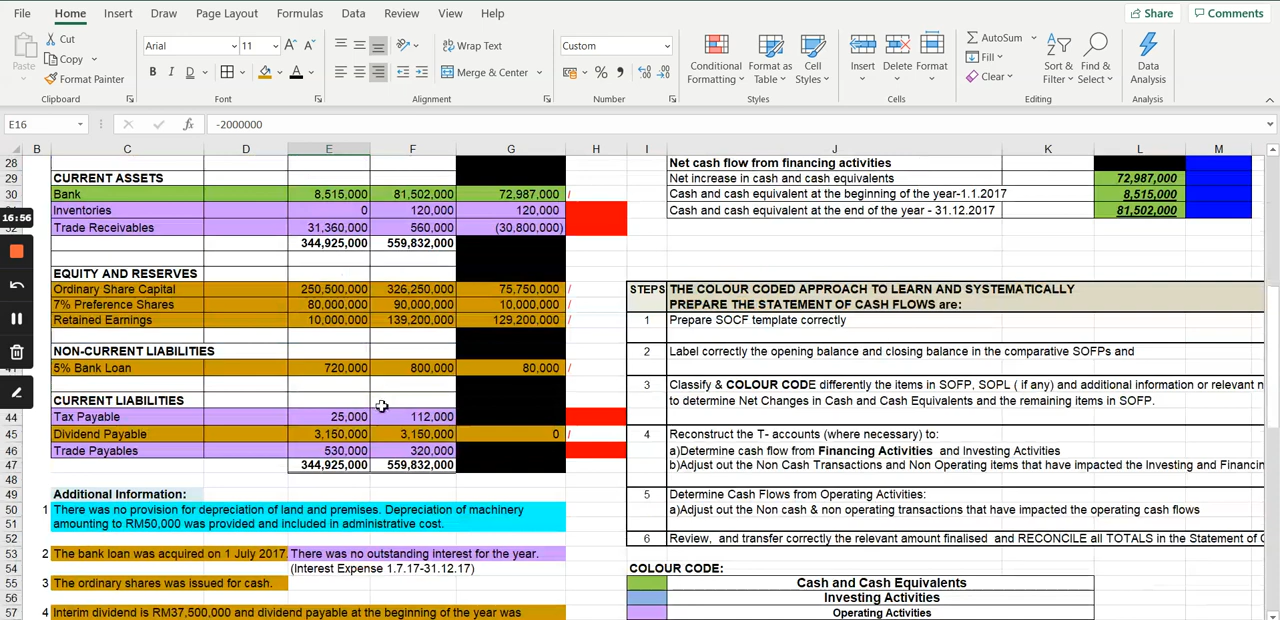 File Home Insert Draw Page Layout Formulas Data Review View Help Share Comments
Paste Cut Copy Format Painter Clipboard
Arial 11 A A B I D A Font
Wrap Text Merge & Center Alignment
Custom % Number
Conditional Formatting Format as Table Cell Styles Styles
Insert Delete Format Cells
AutoSum Fill Clear Sort & Filter Find & Select Editing
Data Analysis Analysis
E16 fx -2000000
B C D E F G H I J K L M
28 Net cash flow from financing activities
29 CURRENT ASSETS Net increase in cash and cash equivalents 72,987,000
30 Bank 8,515,000 81,502,000 72,987,000 / Cash and cash equivalent at the beginning of the year-1.1.2017 8,515,000
Inventories 0 120,000 120,000 Cash and cash equivalent at the end of the year - 31.12.2017 81,502,000
16:56
32 Trade Receivables 31,360,000 560,000 (30,800,000)
344,925,000 559,832,000
EQUITY AND RESERVES
Ordinary Share Capital 250,500,000 326,250,000 75,750,000 / STEPS THE COLOUR CODED APPROACH TO LEARN AND SYSTEMATICALLY
7% Preference Shares 80,000,000 90,000,000 10,000,000 / PREPARE THE STATEMENT OF CASH FLOWS are:
Retained Earnings 10,000,000 139,200,000 129,200,000 / 1 Prepare SOCF template correctly
NON-CURRENT LIABILITIES 2 Label correctly the opening balance and closing balance in the comparative SOFPs and
5% Bank Loan 720,000 800,000 80,000 /
3 Classify & COLOUR CODE differently the items in SOFP, SOPL ( if any) and additional information or relevant n
CURRENT LIABILITIES to determine Net Changes in Cash and Cash Equivalents and the remaining items in SOFP.
44 Tax Payable 25,000 112,000
45 Dividend Payable 3,150,000 3,150,000 0 / 4 Reconstruct the T- accounts (where necessary) to:
46 Trade Payables 530,000 320,000 a)Determine cash flow from Financing Activities and Investing Activities
47 344,925,000 559,832,000 b)Adjust out the Non Cash Transactions and Non Operating items that have impacted the Investing and Financin
48
49 Additional Information: 5 Determine Cash Flows from Operating Activities:
50 1 There was no provision for depreciation of land and premises. Depreciation of machinery a)Adjust out the Non cash & non operating transactions that have impacted the operating cash flows
51 amounting to RM50,000 was provided and included in administrative cost.
52 6 Review, and transfer correctly the relevant amount finalised and RECONCILE all TOTALS in the Statement of C
53 2 The bank loan was acquired on 1 July 2017. There was no outstanding interest for the year.
54 (Interest Expense 1.7.17-31.12.17) COLOUR CODE:
55 3 The ordinary shares was issued for cash. Cash and Cash Equivalents
56 Investing Activities
57 4 Interim dividend is RM37,500,000 and dividend payable at the beginning of the year was Operating Activities